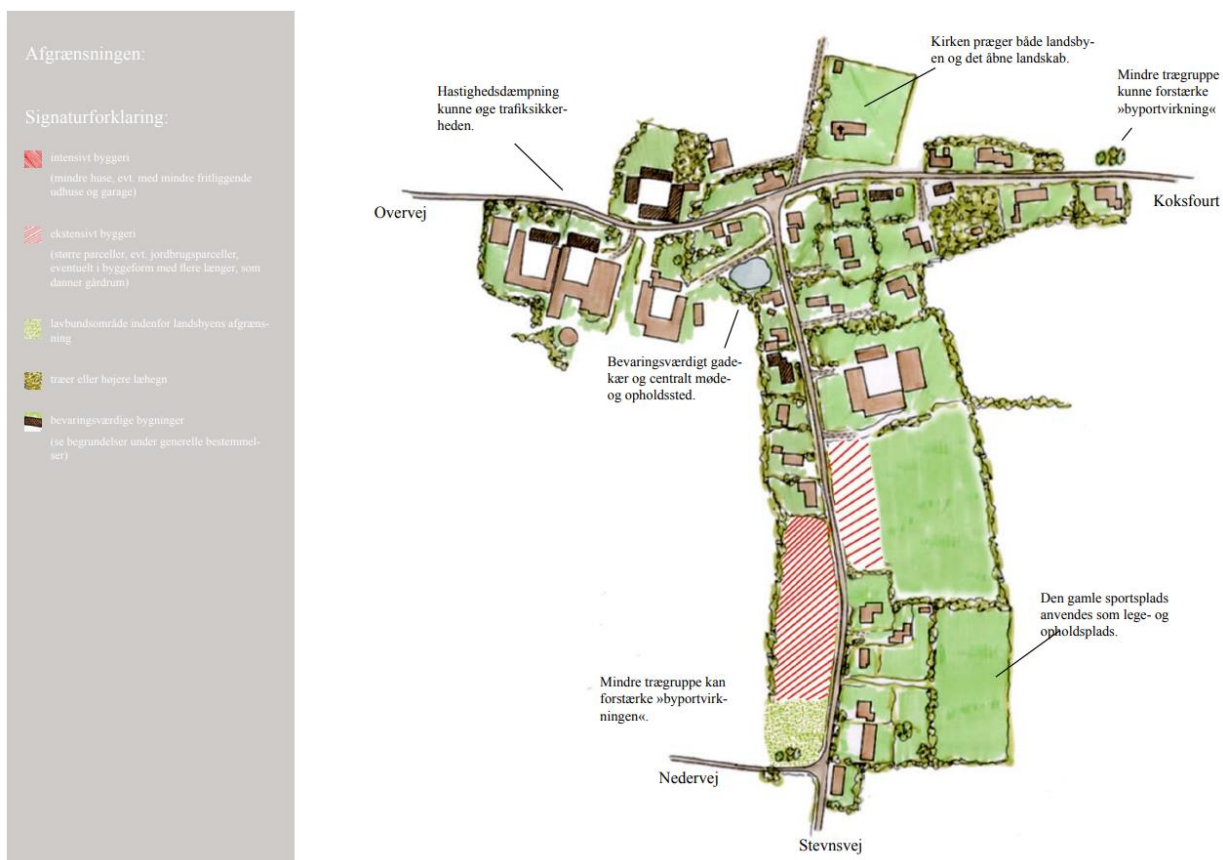 Afgrænsningen:
Signaturforklaring:
intensivt byggeri
(mindre huse, evt. med mindre fritliggende
udhuse og garage)
ekstensivt byggeri
(større parceller, evt. jordbrugsparceller,
eventuelt i byggeform med flere længer, som
danner gårdrum)
lavbundsområde indenfor landsbyens afgræns-
ning
træer eller højere læhegn
bevaringsværdige bygninger
(se begrundelser under generelle bestemmel-
ser)
Kirken præger både landsby-
en og det åbne landskab.
Mindre trægruppe
kunne forstærke
»byportvirkning«
Hastighedsdæmpning
kunne øge trafiksikker-
heden.
Overvej
Koksfourt
Bevaringsværdigt gade-
kær og centralt møde-
og opholdssted.
Den gamle sportsplads
anvendes som lege- og
opholdsplads.
Mindre trægruppe kan
forstærke »byportvirk-
ningen«.
Nedervej
Stevnsvej